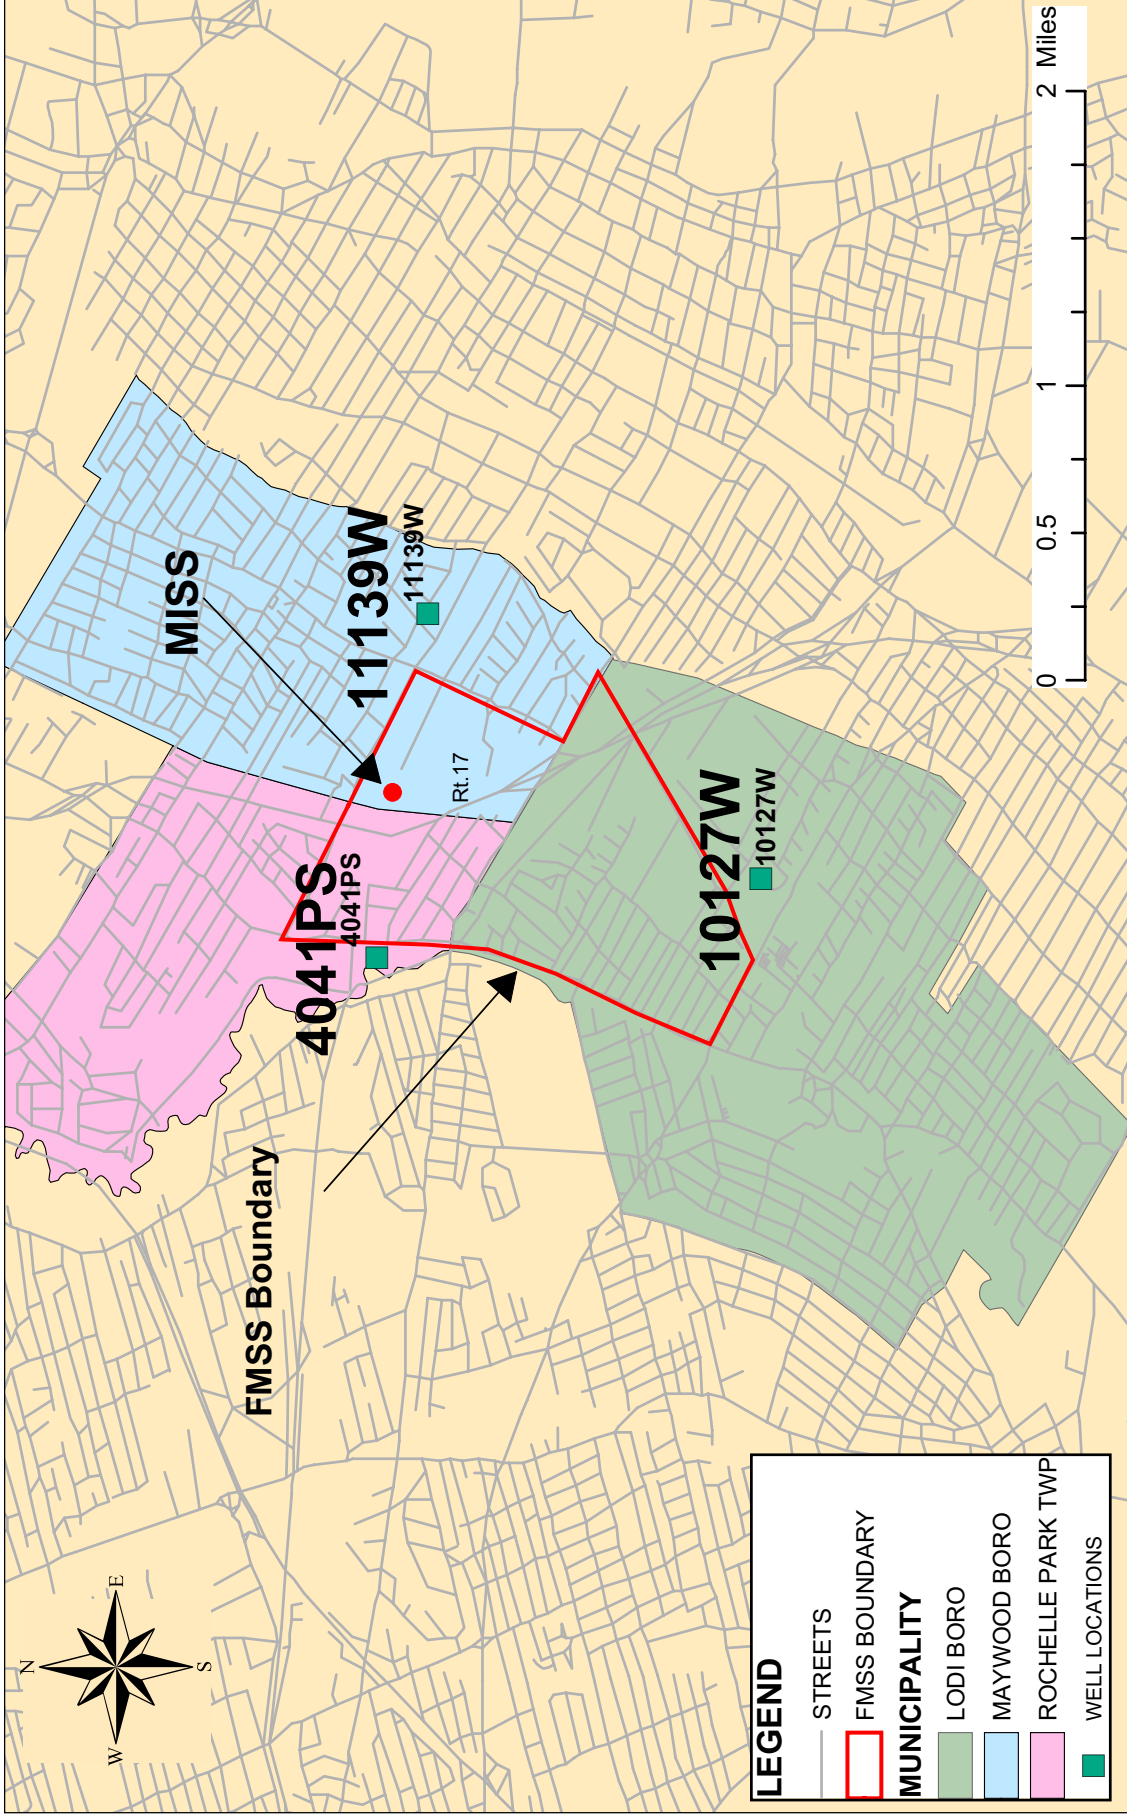 N
W
E
S
MISS
11139W
11139W
4041PS
4041PS
Rt.17
10127W
10127W
FMSS Boundary
LEGEND
STREETS
FMSS BOUNDARY
MUNICIPALITY
LODI BORO
MAYWOOD BORO
ROCHELLE PARK TWP
WELL LOCATIONS
0 0.5 1 2 Miles